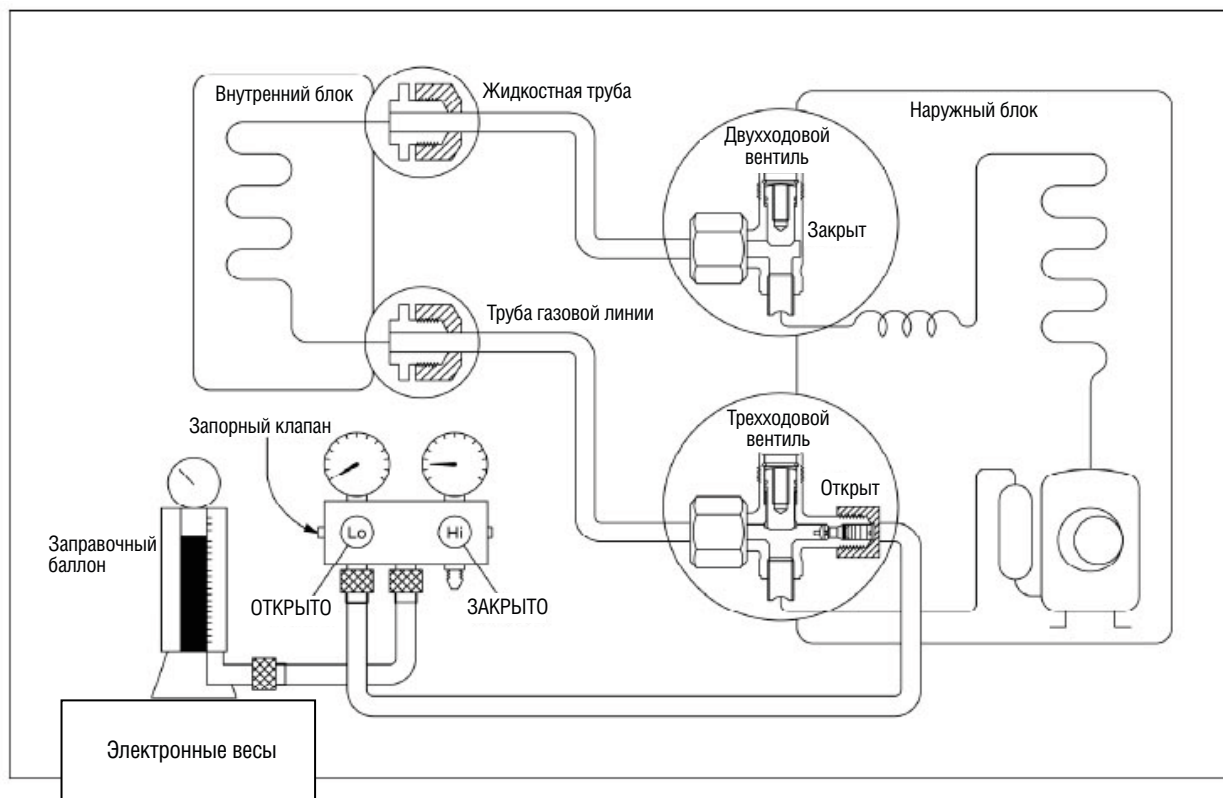 Внутренний блок
Жидкостная труба
Двухходовой
вентиль
Закрыт
Наружный блок
Труба газовой линии
Трехходовой
вентиль
Открыт
Запорный клапан
Заправочный
баллон
Lo
Hi
ОТКРЫТО
ЗАКРЫТО
Электронные весы